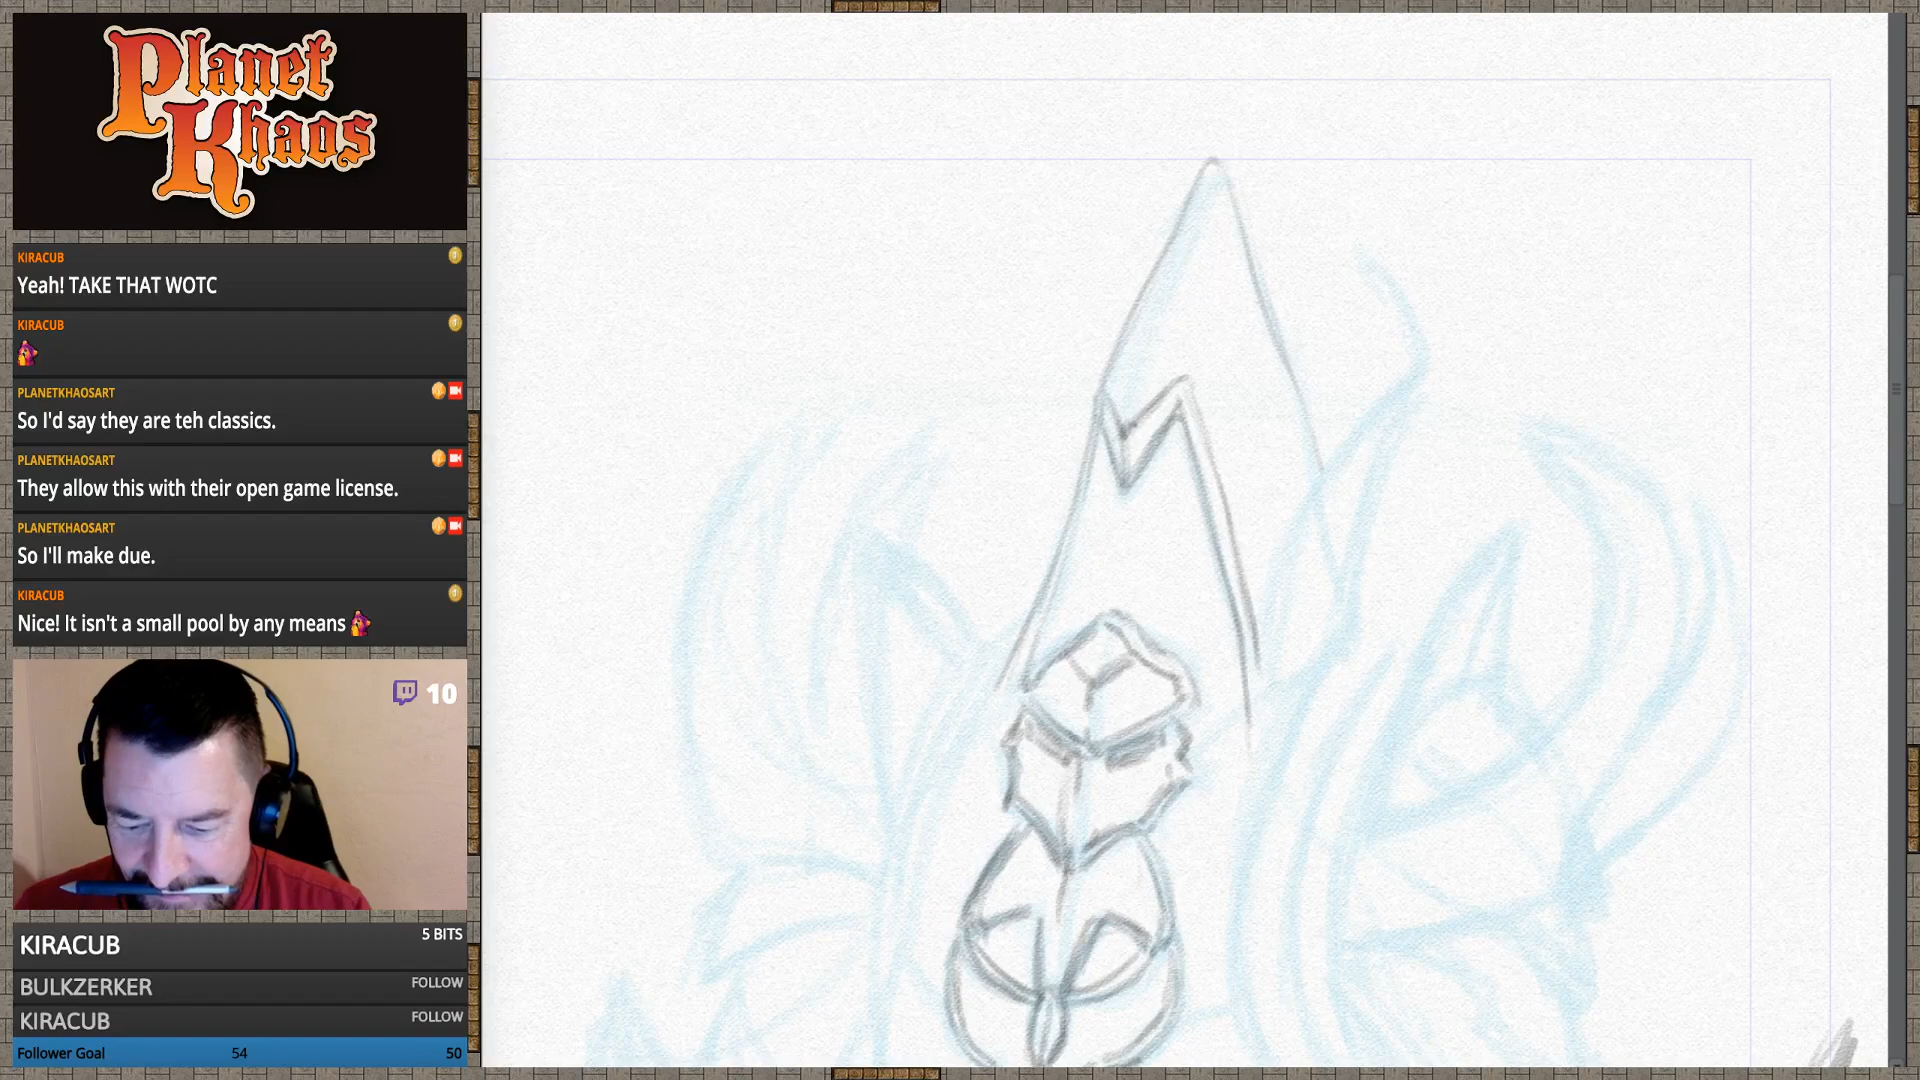 Planet
Khaos
KIRACUB
Yeah! TAKE THAT WOTC
KIRACUB
PLANETKHAOSART
So I'd say they are teh classics.
PLANETKHAOSART
They allow this with their open game license.
PLANETKHAOSART
So I'll make due.
KIRACUB
Nice! It isn't a small pool by any means
10
KIRACUB 5 BITS
BULKZERKER FOLLOW
KIRACUB FOLLOW
Follower Goal 54 50